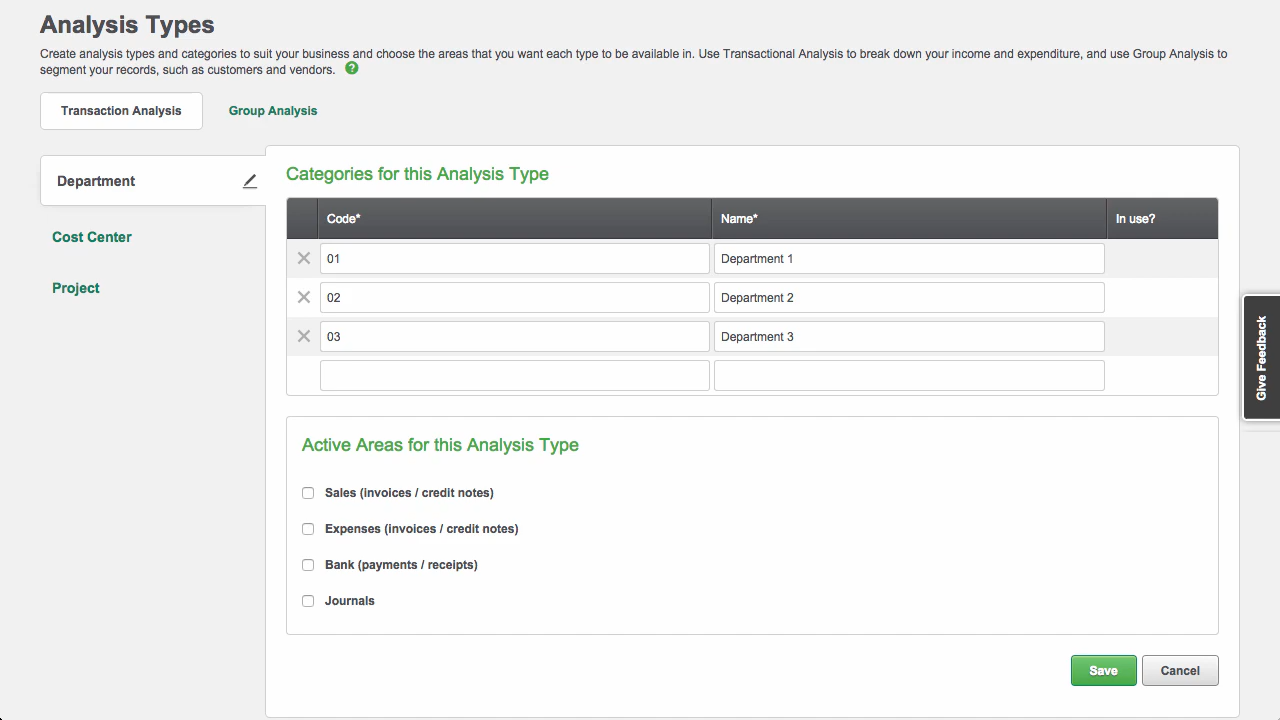 Analysis Types
Create analysis types and categories to suit your business and choose the areas that you want each type to be available in. Use Transactional Analysis to break down your income and expenditure, and use Group Analysis to
segment your records, such as customers and vendors. ?
Transaction Analysis Group Analysis
Department
Cost Center
Project
Categories for this Analysis Type
Code* Name* In use?
01 Department 1
02 Department 2
03 Department 3
Active Areas for this Analysis Type
Sales (invoices / credit notes)
Expenses (invoices / credit notes)
Bank (payments / receipts)
Journals
Save Cancel
Give Feedback